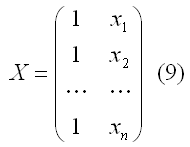 1 x₁
1 x₂
X = (9)
... ...
1 xₙ